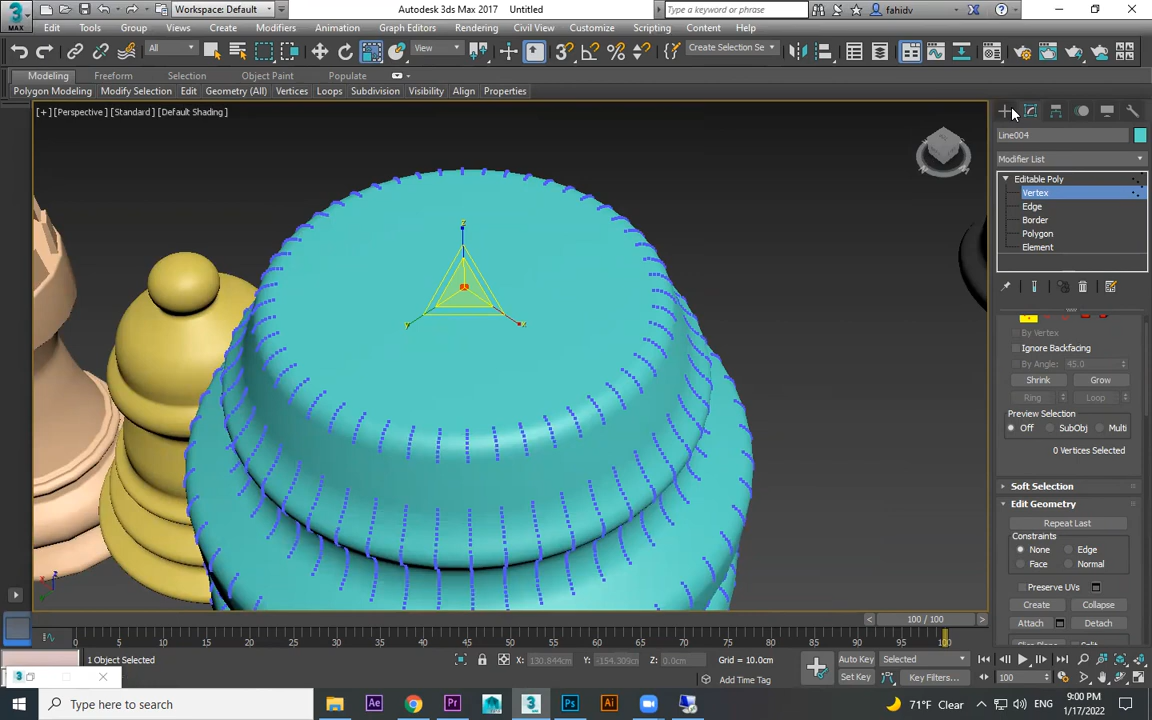 3
MAX
Workspace: Default
Autodesk 3ds Max 2017 Untitled
Type a keyword or phrase
fahidv
Edit Tools Group Views Create Modifiers Animation Graph Editors Rendering Civil View Customize Scripting Content Help
All
View
Create Selection Se
Modeling Freeform Selection Object Paint Populate
Polygon Modeling Modify Selection Edit Geometry (All) Vertices Loops Subdivision Visibility Align Properties
[+] [Perspective] [Standard] [Default Shading]
Line004
Modifier List
Editable Poly
Vertex
Edge
Border
Polygon
Element
By Vertex
Ignore Backfacing
By Angle: 45.0
Shrink Grow
Ring Loop
Preview Selection
Off SubObj Multi
0 Vertices Selected
Soft Selection
Edit Geometry
Repeat Last
Constraints
None Edge
Face Normal
Preserve UVs
Create Collapse
Attach Detach
z
y
x
100 / 100
0 5 10 15 20 25 30 35 40 45 50 55 60 65 70 75 80 85 90 95 100
1 Object Selected
X: 130.844cm Y: -154.309cm Z: 0.0cm Grid = 10.0cm
Add Time Tag
Auto Key Selected
Set Key Key Filters...
100
Type here to search
71°F Clear
ENG
9:00 PM
1/17/2022